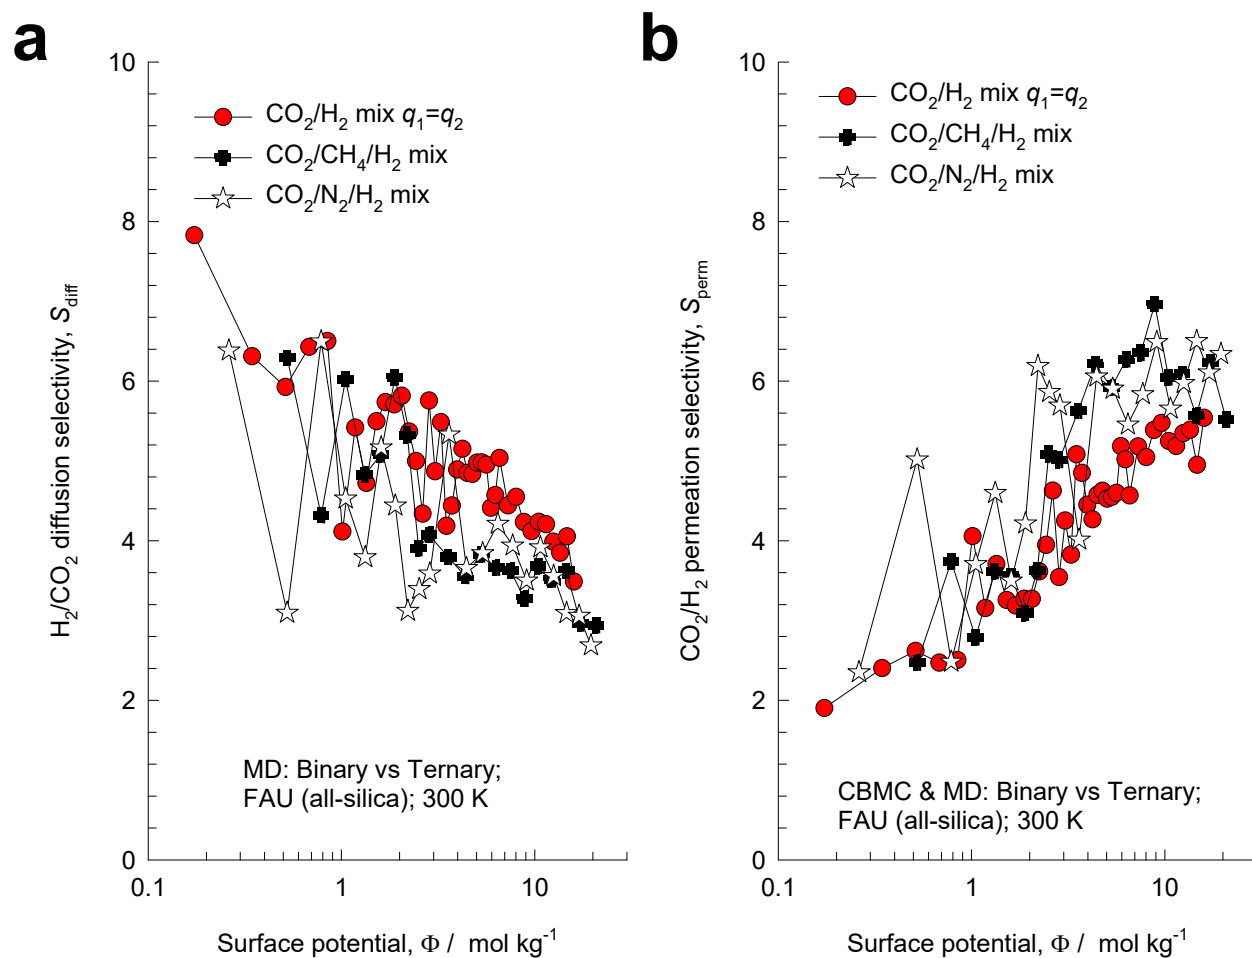 a
10
8
6
4
2
0
0.1
1
10
H₂/CO₂ diffusion selectivity, S_diff
Surface potential, Φ / mol kg⁻¹
CO₂/H₂ mix q₁=q₂
CO₂/CH₄/H₂ mix
CO₂/N₂/H₂ mix
MD: Binary vs Ternary;
FAU (all-silica); 300 K
b
10
8
6
4
2
0
0.1
1
10
CO₂/H₂ permeation selectivity, S_perm
Surface potential, Φ / mol kg⁻¹
CO₂/H₂ mix q₁=q₂
CO₂/CH₄/H₂ mix
CO₂/N₂/H₂ mix
CBMC & MD: Binary vs Ternary;
FAU (all-silica); 300 K